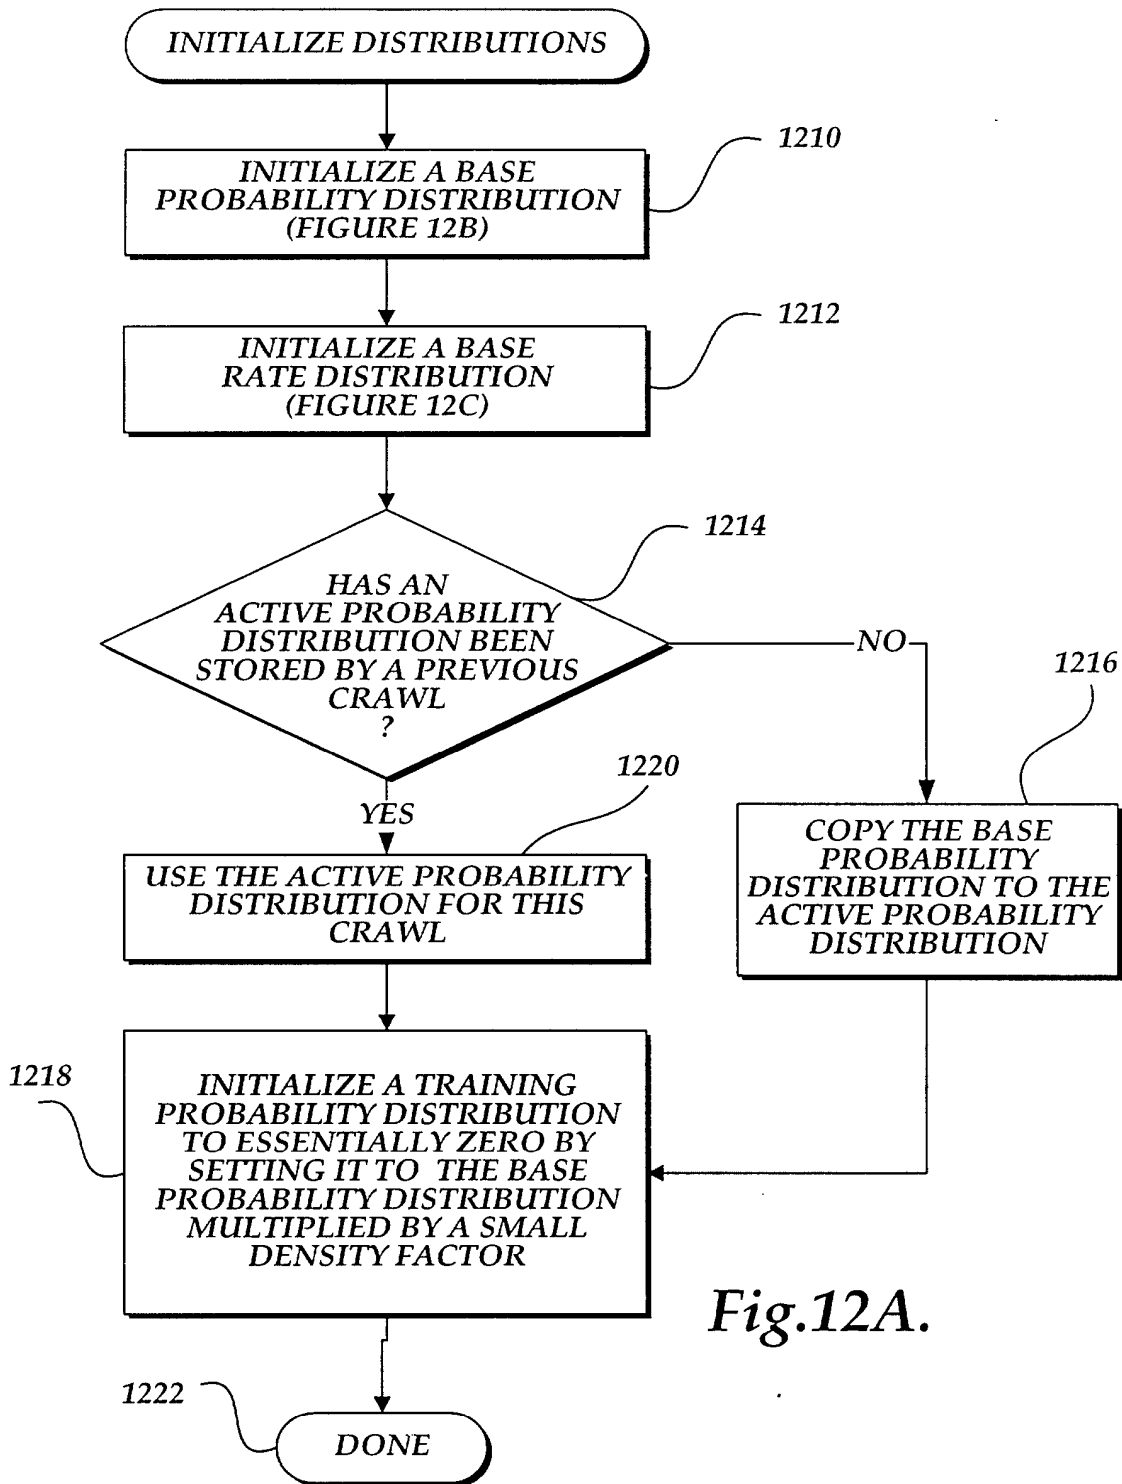 INITIALIZE DISTRIBUTIONS
1210
INITIALIZE A BASE
PROBABILITY DISTRIBUTION
(FIGURE 12B)
1212
INITIALIZE A BASE
RATE DISTRIBUTION
(FIGURE 12C)
1214
HAS AN
ACTIVE PROBABILITY
DISTRIBUTION BEEN
STORED BY A PREVIOUS
CRAWL
?
NO
1216
COPY THE BASE
PROBABILITY
DISTRIBUTION TO THE
ACTIVE PROBABILITY
DISTRIBUTION
YES
1220
USE THE ACTIVE PROBABILITY
DISTRIBUTION FOR THIS
CRAWL
1218
INITIALIZE A TRAINING
PROBABILITY DISTRIBUTION
TO ESSENTIALLY ZERO BY
SETTING IT TO THE BASE
PROBABILITY DISTRIBUTION
MULTIPLIED BY A SMALL
DENSITY FACTOR
Fig.12A.
1222
DONE